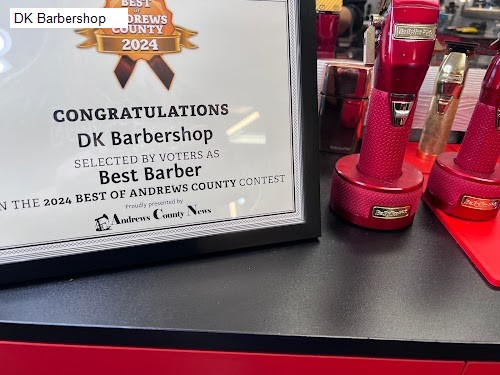 DK Barbershop
BEST OF
ANDREWS
COUNTY
2024
CONGRATULATIONS
DK Barbershop
SELECTED BY VOTERS AS
Best Barber
N THE 2024 BEST OF ANDREWS COUNTY CONTEST
Proudly presented by
Andrews County News